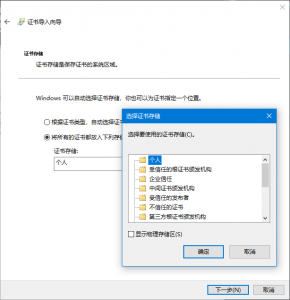 证书导入向导
证书存储
证书存储是保存证书的系统区域。
Windows 可以自动选择证书存储，你也可以为证书指定一个位置。
根据证书类型，自动选择证
将所有的证书都放入下列存
证书存储:
个人
选择证书存储
选择要使用的证书存储(C)。
个人
受信任的根证书颁发机构
企业信任
中间证书颁发机构
受信任的发布者
不信任的证书
第三方根证书颁发机构
显示物理存储区(S)
确定
取消
下一步(N)
取消